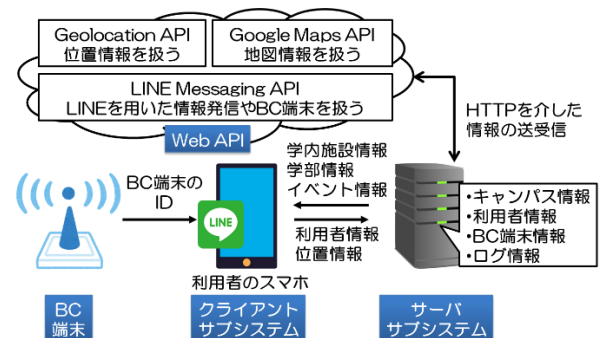 Geolocation API
位置情報を扱う
Google Maps API
地図情報を扱う
LINE Messaging API
LINEを用いた情報発信やBC端末を扱う
Web API
HTTPを介した
情報の送受信
BC端末の
ID
LINE
学内施設情報
学部情報
イベント情報
利用者情報
位置情報
・キャンパス情報
・利用者情報
・BC端末情報
・ログ情報
利用者のスマホ
BC
端末
クライアント
サブシステム
サーバ
サブシステム